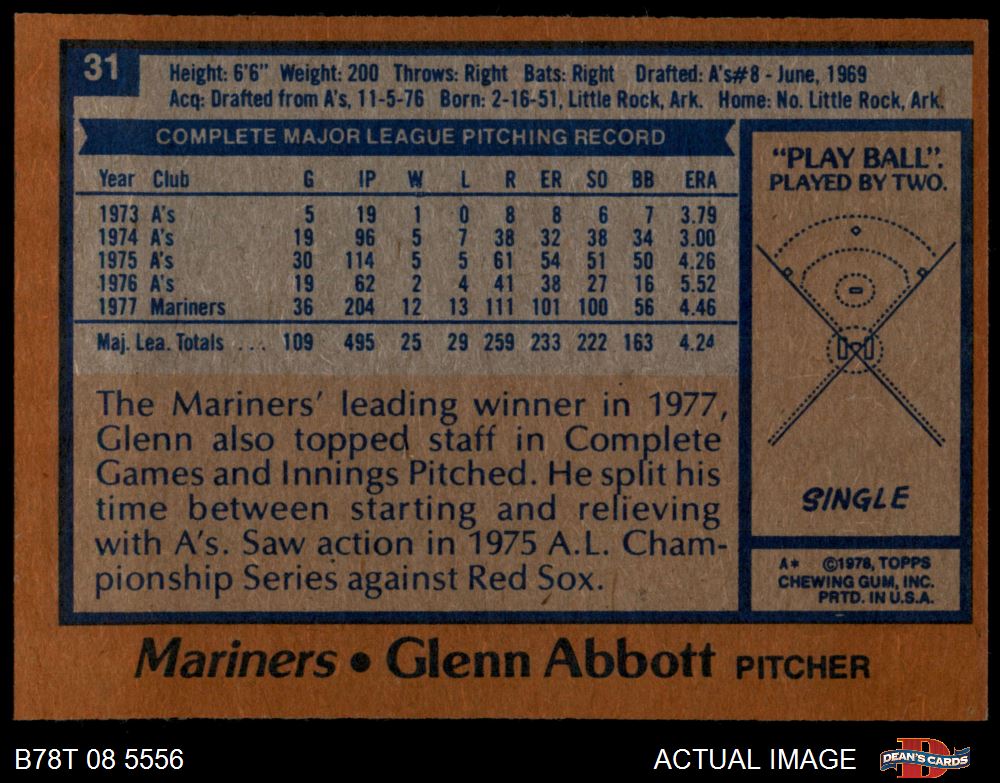 31
Height: 6'6" Weight: 200 Throws: Right Bats: Right Drafted: A's#8 - June, 1969
Acq: Drafted from A's, 11-5-76 Born: 2-16-51, Little Rock, Ark. Home: No. Little Rock, Ark.
COMPLETE MAJOR LEAGUE PITCHING RECORD
Year Club G IP W L R ER SO BB ERA
1973 A's 5 19 1 0 8 8 6 7 3.79
1974 A's 19 96 5 7 38 32 38 34 3.00
1975 A's 30 114 5 5 61 54 51 50 4.26
1976 A's 19 62 2 4 41 38 27 16 5.52
1977 Mariners 36 204 12 13 111 101 100 56 4.46
Maj. Lea. Totals ... 109 495 25 29 259 233 222 163 4.24
The Mariners' leading winner in 1977,
Glenn also topped staff in Complete
Games and Innings Pitched. He split his
time between starting and relieving
with A's. Saw action in 1975 A.L. Cham-
pionship Series against Red Sox.
"PLAY BALL".
PLAYED BY TWO.
SINGLE
A* ©1978, TOPPS
CHEWING GUM, INC.
PRTD. IN U.S.A.
Mariners • Glenn Abbott PITCHER
B78T 08 5556
ACTUAL IMAGE
DEAN'S CARDS